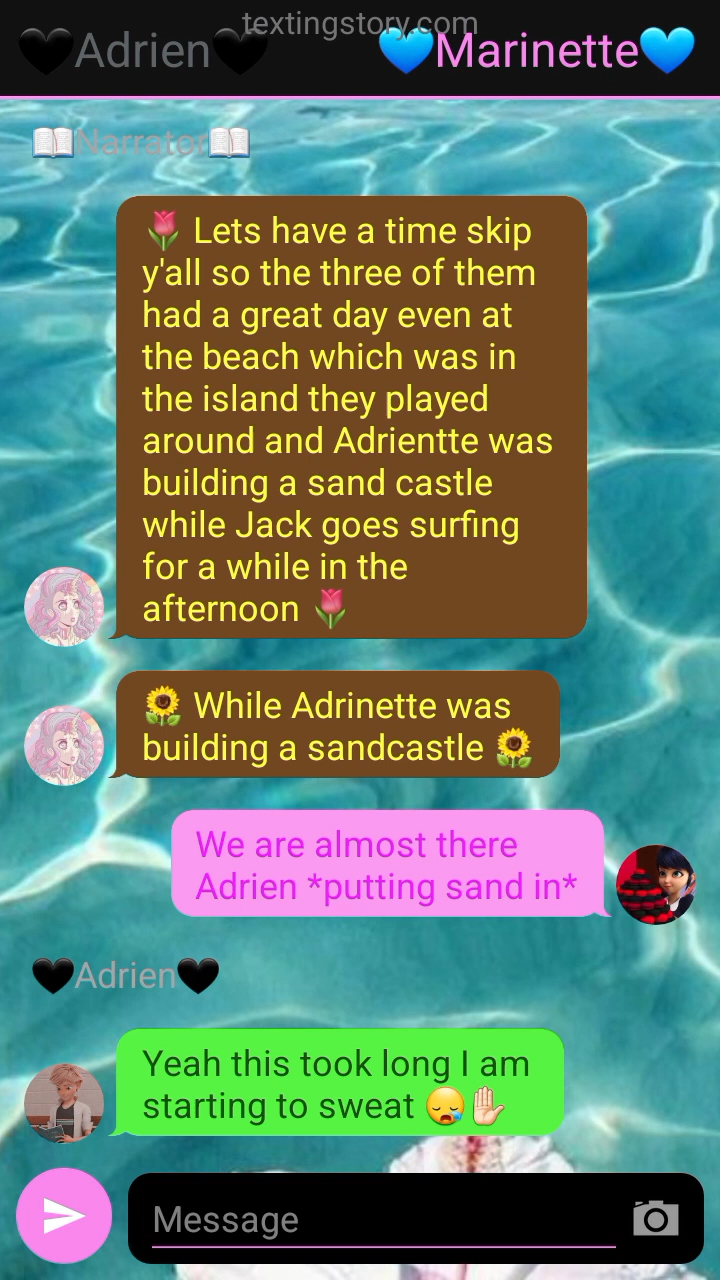 textingstory.com
🖤Adrien🖤 💙Marinette💙
📖Narrator📖
🌷 Lets have a time skip
y'all so the three of them
had a great day even at
the beach which was in
the island they played
around and Adrientte was
building a sand castle
while Jack goes surfing
for a while in the
afternoon 🌷
🌻 While Adrinette was
building a sandcastle 🌻
We are almost there
Adrien *putting sand in*
🖤Adrien🖤
Yeah this took long I am
starting to sweat 😪✋🏻
Message